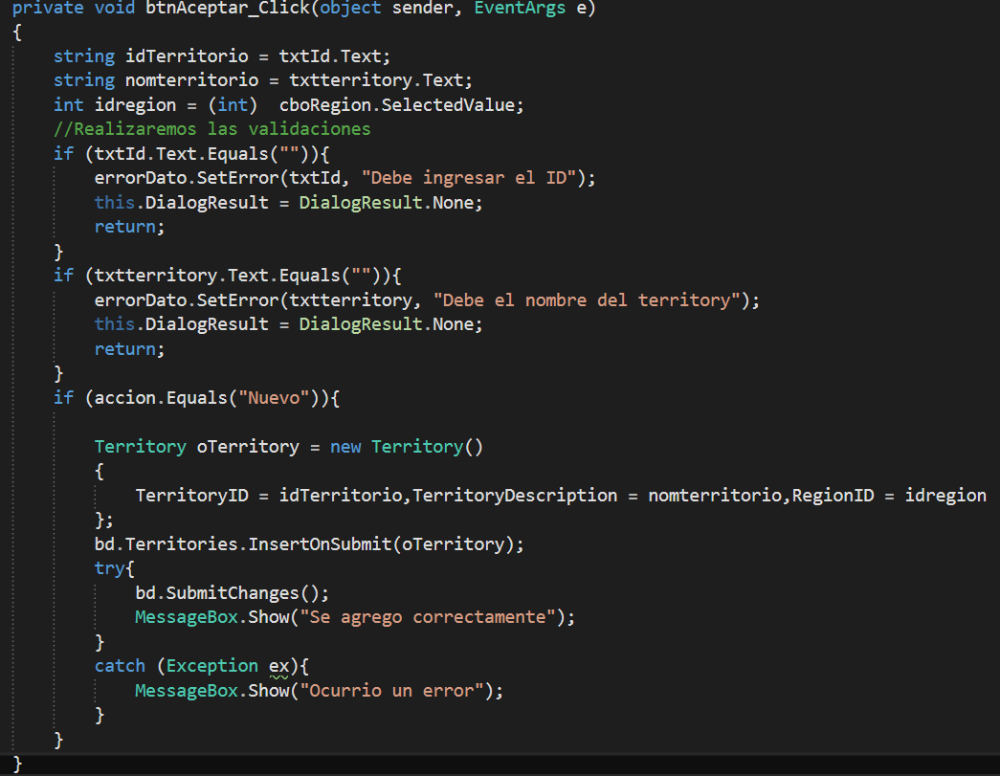 private void btnAceptar_Click(object sender, EventArgs e)
{
    string idTerritorio = txtId.Text;
    string nomterritorio = txtterritory.Text;
    int idregion = (int)  cboRegion.SelectedValue;
    //Realizaremos las validaciones
    if (txtId.Text.Equals("")){
        errorDato.SetError(txtId, "Debe ingresar el ID");
        this.DialogResult = DialogResult.None;
        return;
    }
    if (txtterritory.Text.Equals("")){
        errorDato.SetError(txtterritory, "Debe el nombre del territory");
        this.DialogResult = DialogResult.None;
        return;
    }
    if (accion.Equals("Nuevo")){

        Territory oTerritory = new Territory()
        {
            TerritoryID = idTerritorio,TerritoryDescription = nomterritorio,RegionID = idregion
        };
        bd.Territories.InsertOnSubmit(oTerritory);
        try{
            bd.SubmitChanges();
            MessageBox.Show("Se agrego correctamente");
        }
        catch (Exception ex){
            MessageBox.Show("Ocurrio un error");
        }
    }
}